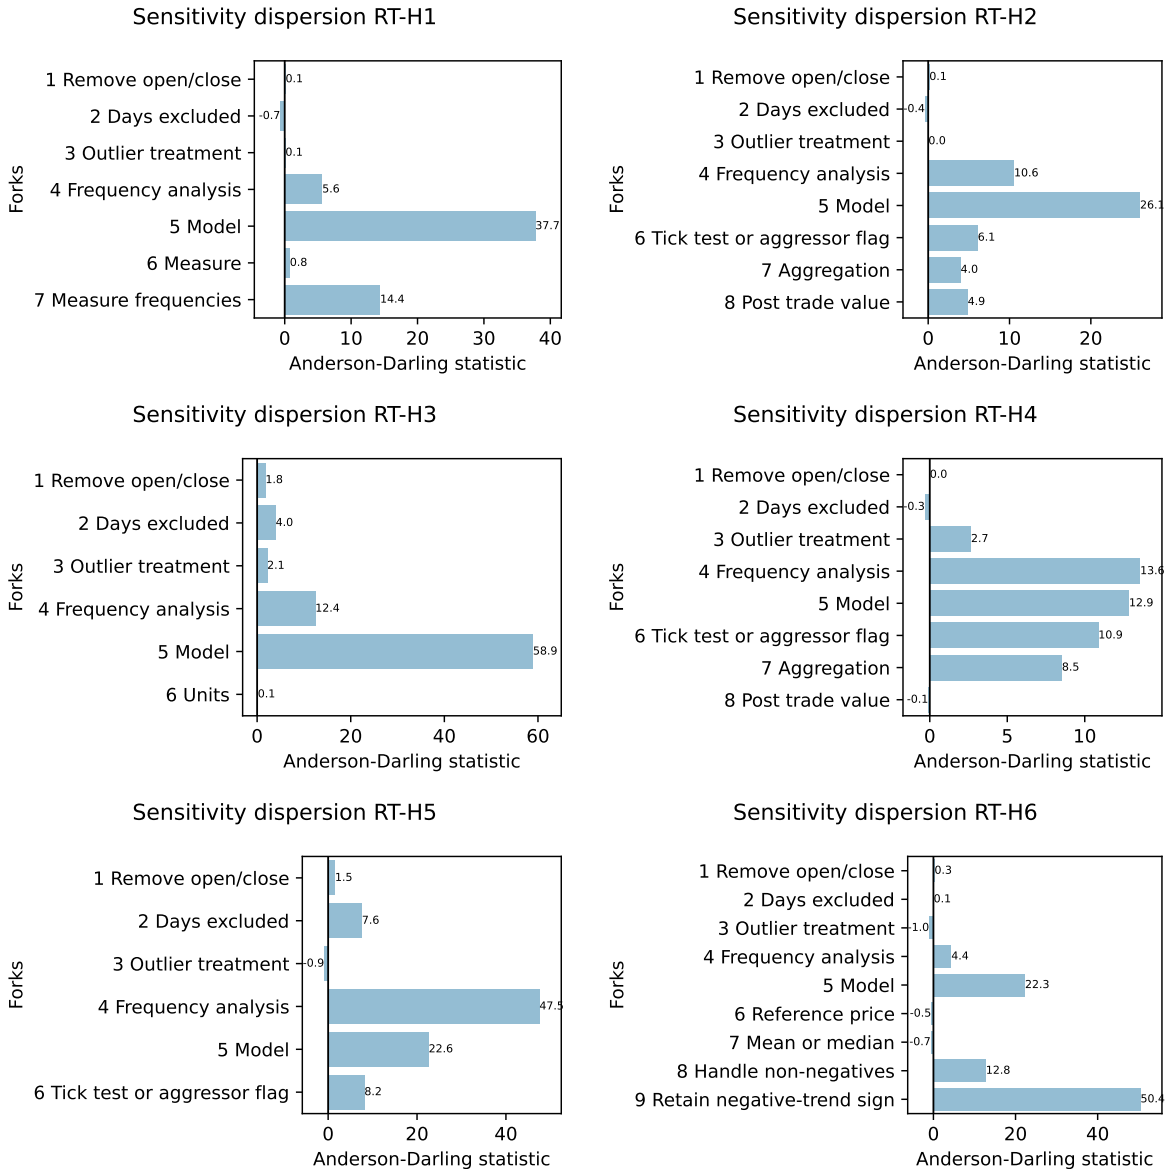 Sensitivity dispersion RT-H1
Forks
1 Remove open/close
0.1
2 Days excluded
-0.7
3 Outlier treatment
0.1
4 Frequency analysis
5.6
5 Model
37.7
6 Measure
0.8
7 Measure frequencies
14.4
0 10 20 30 40
Anderson-Darling statistic
Sensitivity dispersion RT-H2
Forks
1 Remove open/close
0.1
2 Days excluded
-0.4
3 Outlier treatment
0.0
4 Frequency analysis
10.6
5 Model
26.1
6 Tick test or aggressor flag
6.1
7 Aggregation
4.0
8 Post trade value
4.9
0 10 20
Anderson-Darling statistic
Sensitivity dispersion RT-H3
Forks
1 Remove open/close
1.8
2 Days excluded
4.0
3 Outlier treatment
2.1
4 Frequency analysis
12.4
5 Model
58.9
6 Units
0.1
0 20 40 60
Anderson-Darling statistic
Sensitivity dispersion RT-H4
Forks
1 Remove open/close
0.0
2 Days excluded
-0.3
3 Outlier treatment
2.7
4 Frequency analysis
13.6
5 Model
12.9
6 Tick test or aggressor flag
10.9
7 Aggregation
8.5
8 Post trade value
-0.1
0 5 10
Anderson-Darling statistic
Sensitivity dispersion RT-H5
Forks
1 Remove open/close
1.5
2 Days excluded
7.6
3 Outlier treatment
-0.9
4 Frequency analysis
47.5
5 Model
22.6
6 Tick test or aggressor flag
8.2
0 20 40
Anderson-Darling statistic
Sensitivity dispersion RT-H6
Forks
1 Remove open/close
0.3
2 Days excluded
0.1
3 Outlier treatment
-1.0
4 Frequency analysis
4.4
5 Model
22.3
6 Reference price
-0.5
7 Mean or median
-0.7
8 Handle non-negatives
12.8
9 Retain negative-trend sign
50.4
0 20 40
Anderson-Darling statistic